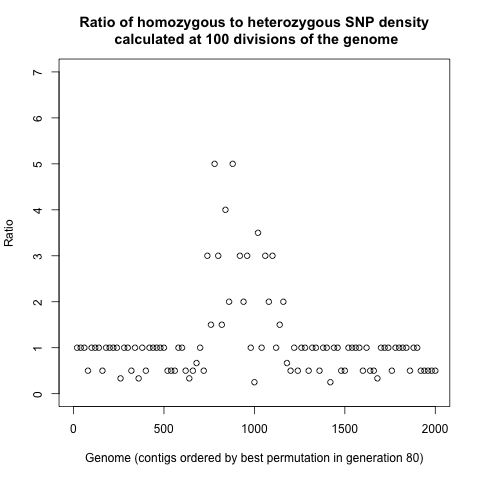 Ratio of homozygous to heterozygous SNP density
calculated at 100 divisions of the genome
7
6
5
4
3
2
1
0
Ratio
0 500 1000 1500 2000
Genome (contigs ordered by best permutation in generation 80)